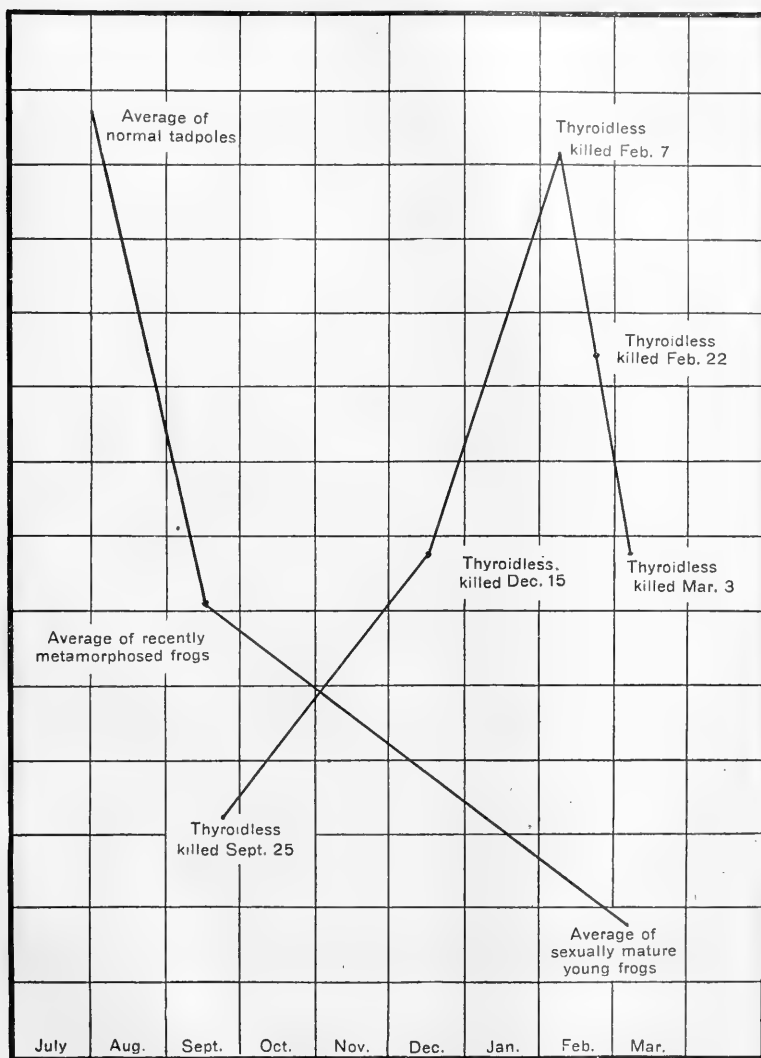 Average of
normal tadpoles
Thyroidless
killed Feb. 7
Thyroidless
killed Feb. 22
Thyroidless.
killed Dec. 15
Thyroidless
killed Mar. 3
Average of recently
metamorphosed frogs
Thyroidless
killed Sept. 25
Average of
sexually mature
young frogs
July Aug. Sept. Oct. Nov. Dec. Jan. Feb. Mar.